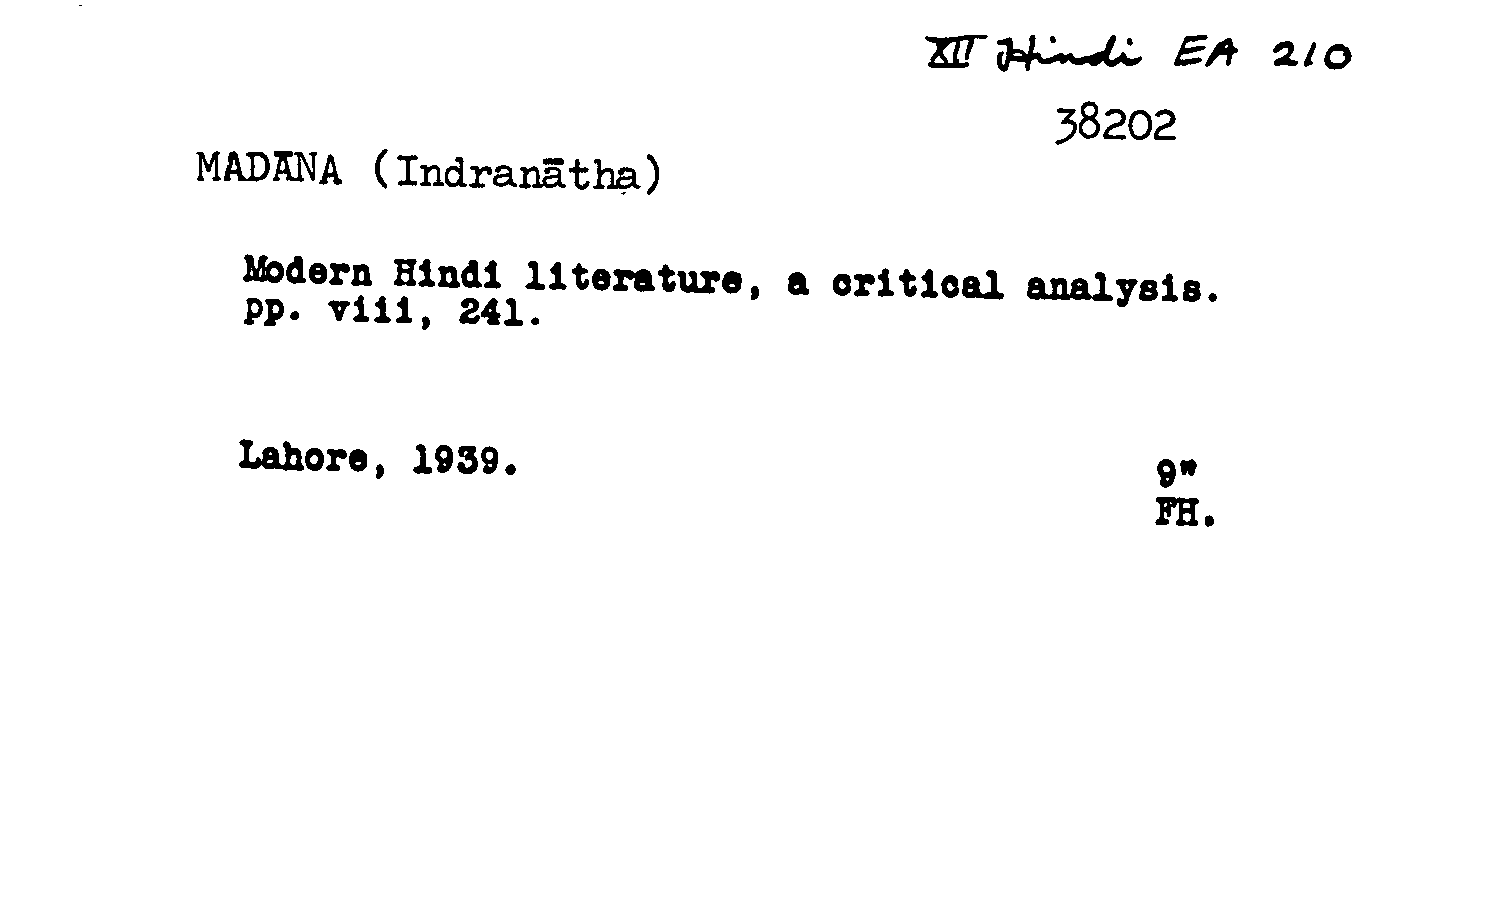 XII Hindi EA 210
38202
MADĀNA (Indranātha)
Modern Hindi literature, a critical analysis.
pp. viii, 241.
Lahore, 1939.
9"
FH.